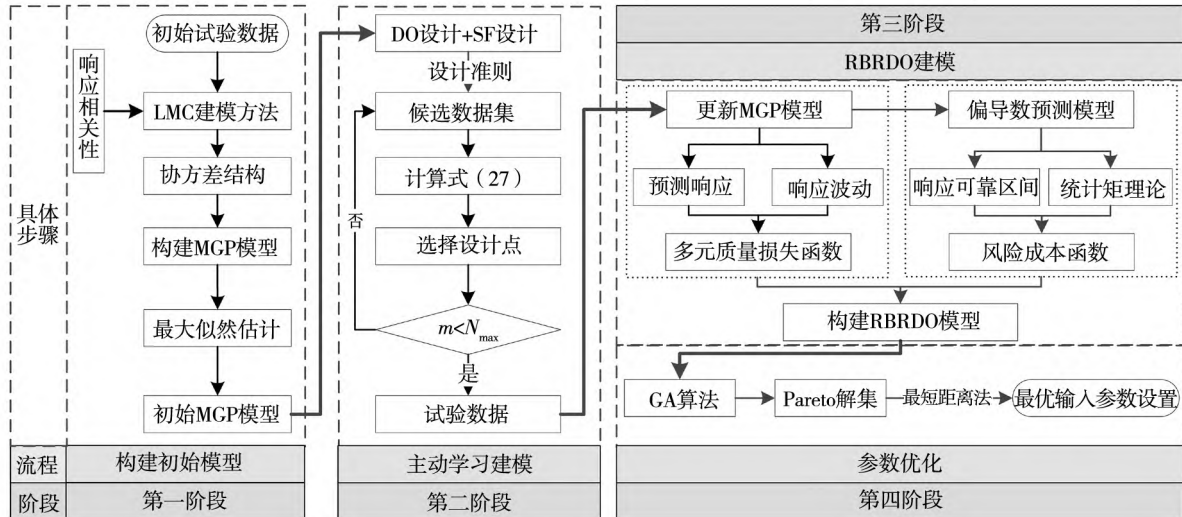 具体
步骤
初始试验数据
响应相关性
LMC建模方法
协方差结构
构建MGP模型
最大似然估计
初始MGP模型
DO设计+SF设计
设计准则
候选数据集
计算式（27）
否
选择设计点
m<Nmax
是
试验数据
第三阶段
RBRDO建模
更新MGP模型
偏导数预测模型
预测响应
响应波动
响应可靠区间
统计矩理论
多元质量损失函数
风险成本函数
构建RBRDO模型
GA算法
Pareto解集
最短距离法
最优输入参数设置
流程
构建初始模型
主动学习建模
参数优化
阶段
第一阶段
第二阶段
第四阶段